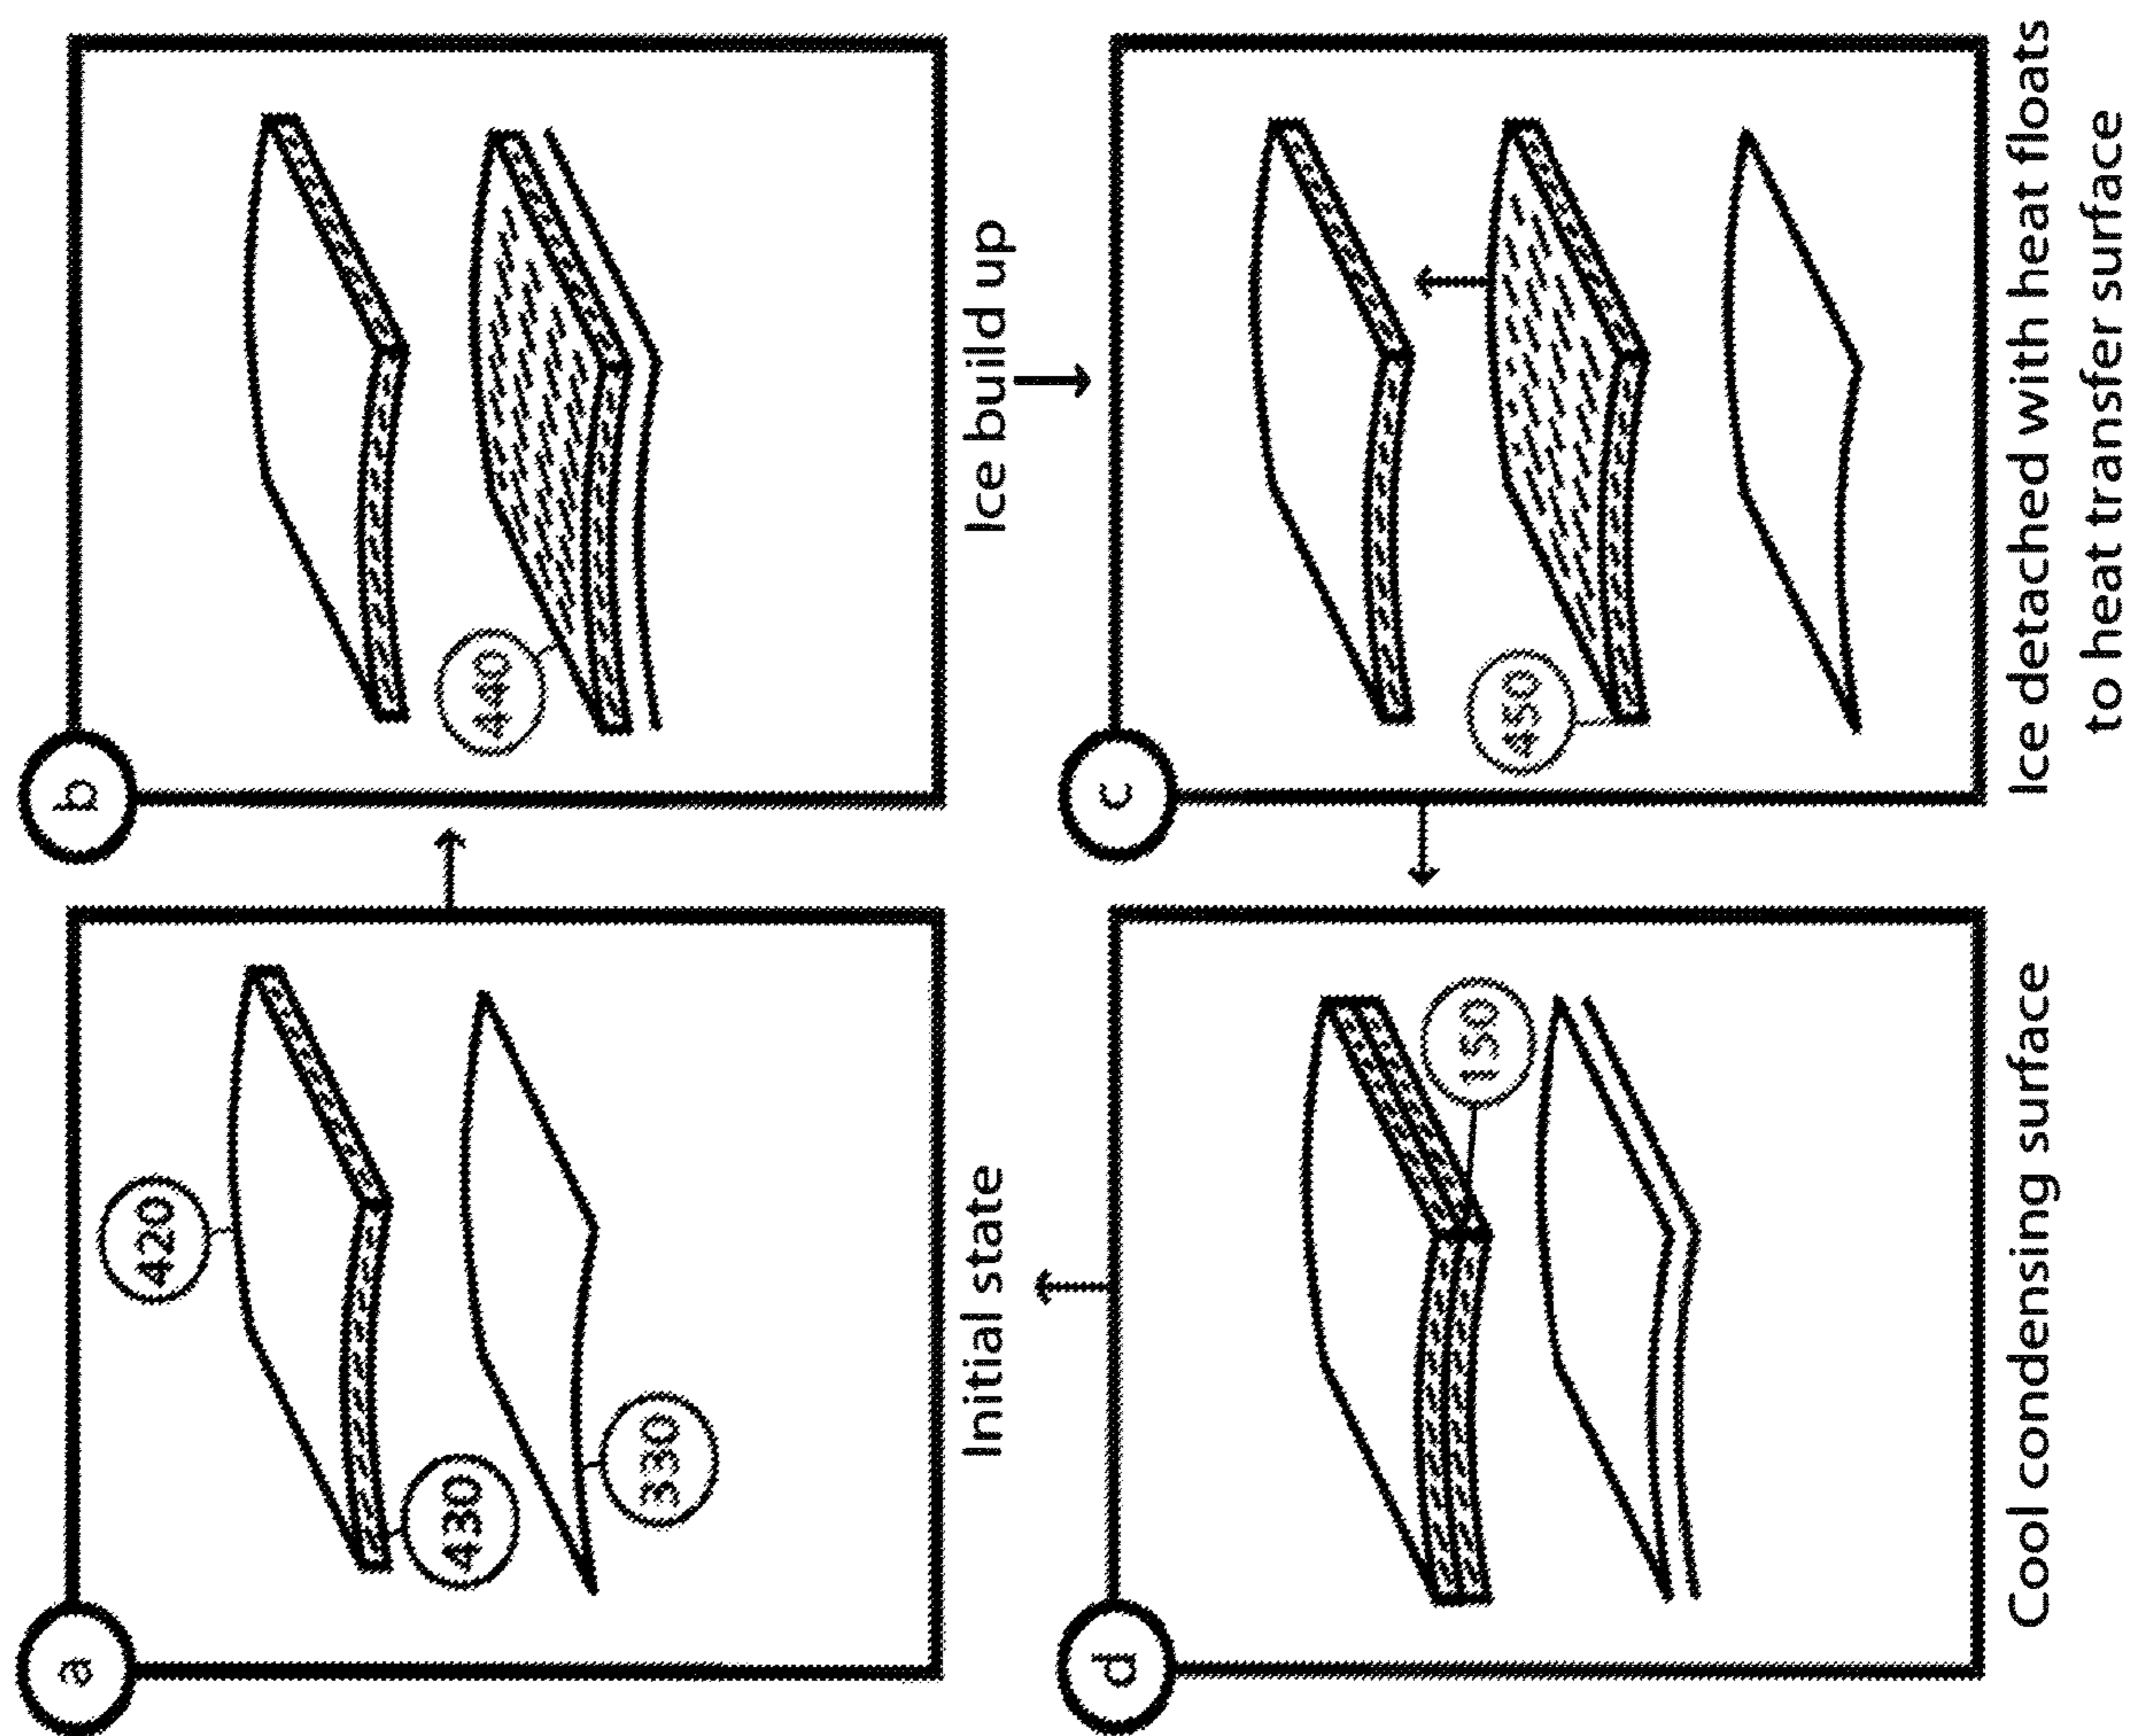 a
420
430
330
Initial state
b
440
Ice build up
c
450
Ice detached with heat floats
to heat transfer surface
d
150
Cool condensing surface